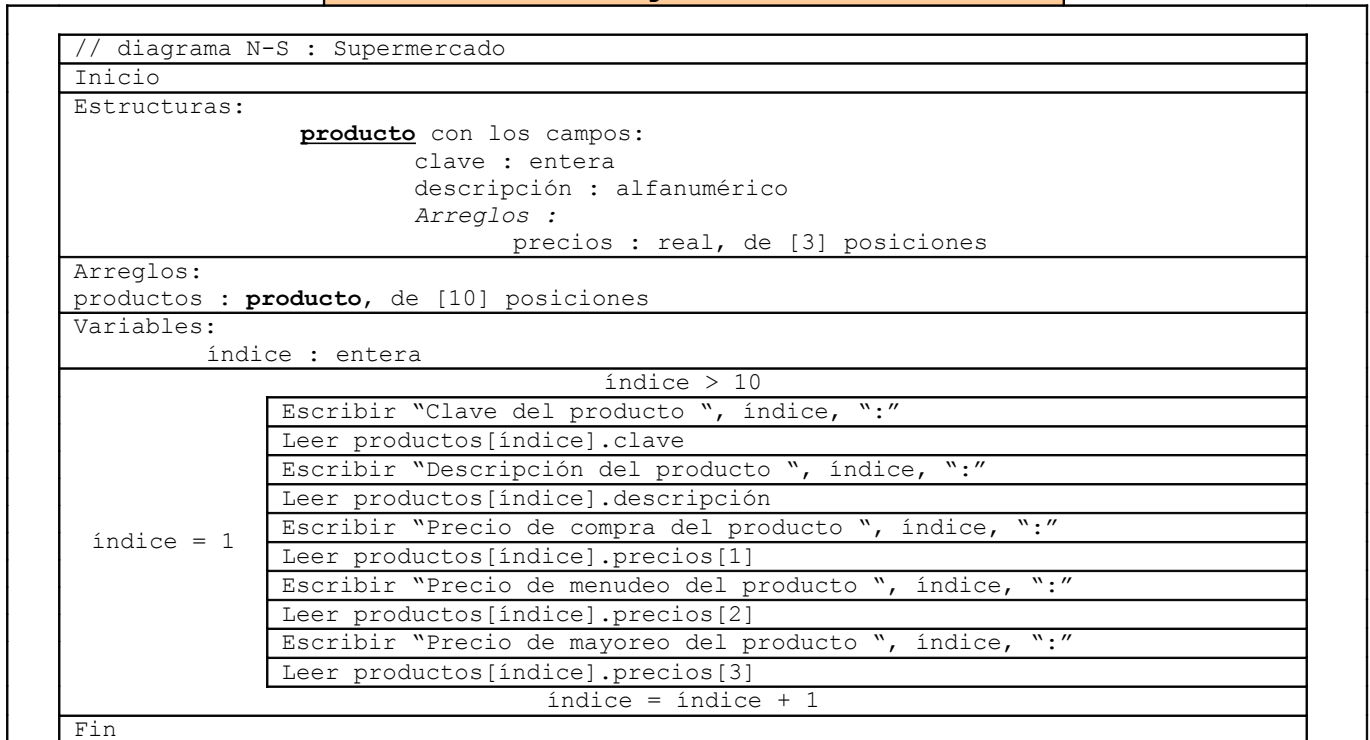 // diagrama N-S : Supermercado
Inicio
Estructuras:
producto con los campos:
clave : entera
descripción : alfanumérico
Arreglos :
precios : real, de [3] posiciones
Arreglos:
productos : producto, de [10] posiciones
Variables:
índice : entera
índice > 10
índice = 1
Escribir “Clave del producto “, índice, “:”
Leer productos[índice].clave
Escribir “Descripción del producto “, índice, “:”
Leer productos[índice].descripción
Escribir “Precio de compra del producto “, índice, “:”
Leer productos[índice].precios[1]
Escribir “Precio de menudeo del producto “, índice, “:”
Leer productos[índice].precios[2]
Escribir “Precio de mayoreo del producto “, índice, “:”
Leer productos[índice].precios[3]
índice = índice + 1
Fin